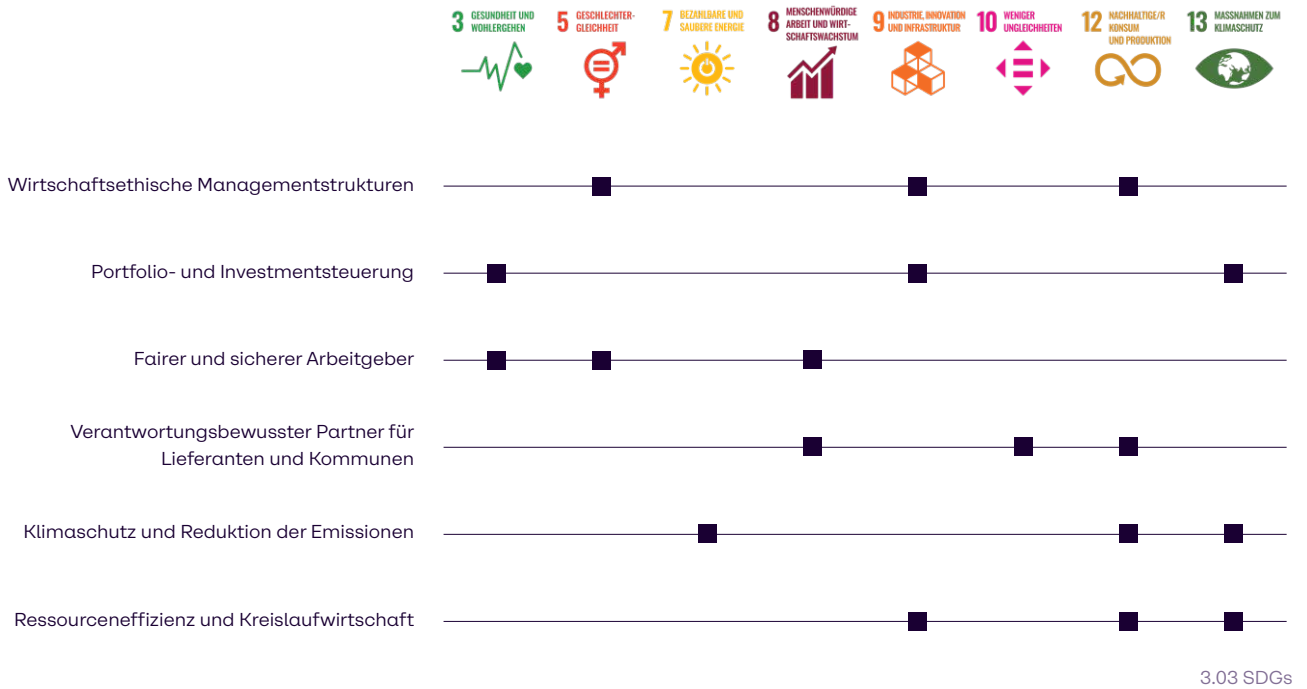 3 GESUNDHEIT UND
WOHLERGEHEN
5 GESCHLECHTER-
GLEICHHEIT
7 BEZAHLBARE UND
SAUBERE ENERGIE
8 MENSCHENWÜRDIGE
ARBEIT UND WIRT-
SCHAFTSWACHSTUM
9 INDUSTRIE, INNOVATION
UND INFRASTRUKTUR
10 WENIGER
UNGLEICHHEITEN
12 NACHHALTIGE/R
KONSUM
UND PRODUKTION
13 MASSNAHMEN ZUM
KLIMASCHUTZ
Wirtschaftsethische Managementstrukturen
Portfolio- und Investmentsteuerung
Fairer und sicherer Arbeitgeber
Verantwortungsbewusster Partner für
Lieferanten und Kommunen
Klimaschutz und Reduktion der Emissionen
Ressourceneffizienz und Kreislaufwirtschaft
3.03 SDGs